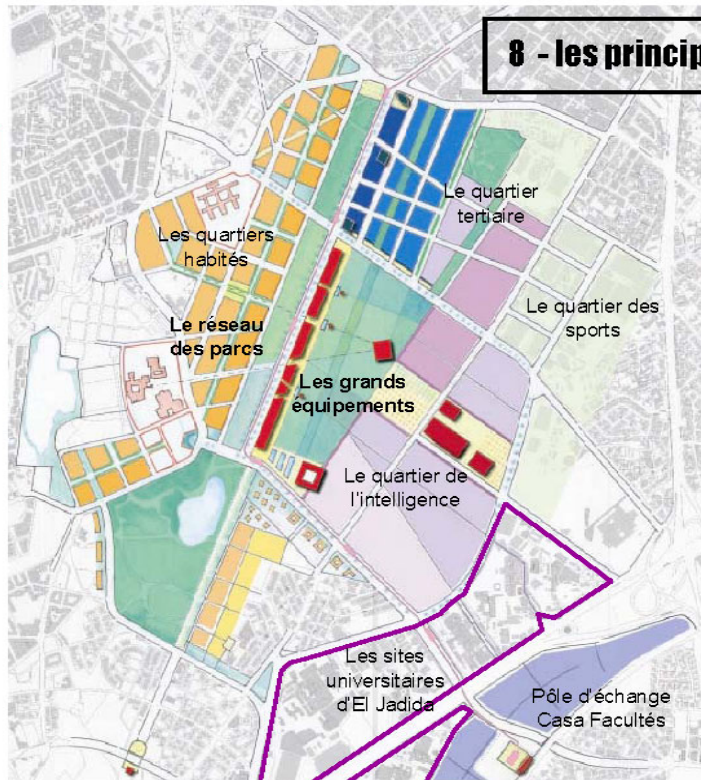 8 - les princip
Le quartier
tertiaire
Les quartiers
habités
Le quartier des
sports
Le réseau
des parcs
Les grands
équipements
Le quartier de
l'intelligence
Les sites
universitaires
d'El Jadida
Pôle d'échange
Casa Facultés